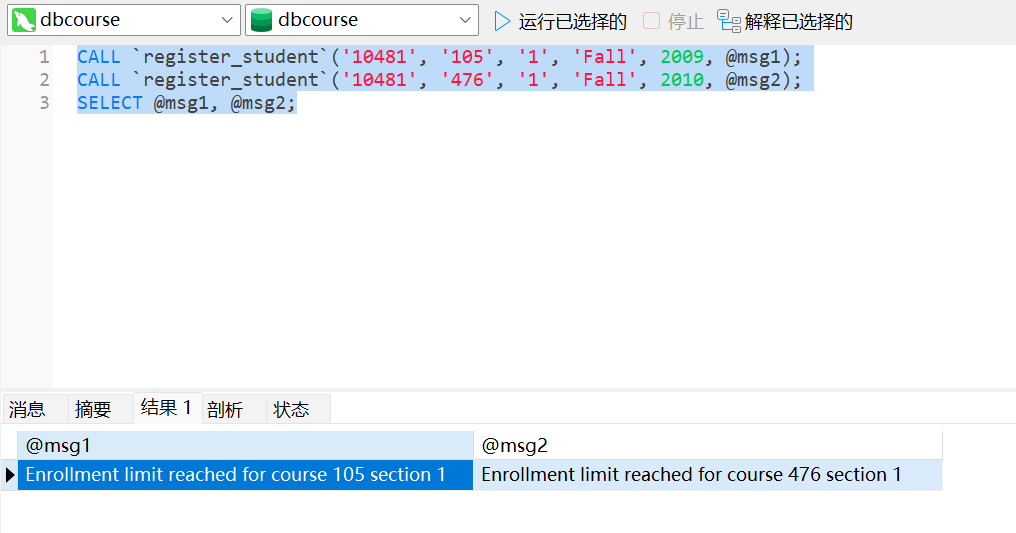 dbcourse dbcourse 运行已选择的 停止 解释已选择的
1 CALL `register_student`('10481', '105', '1', 'Fall', 2009, @msg1);
2 CALL `register_student`('10481', '476', '1', 'Fall', 2010, @msg2);
3 SELECT @msg1, @msg2;
消息 摘要 结果 1 剖析 状态
@msg1 @msg2
Enrollment limit reached for course 105 section 1 Enrollment limit reached for course 476 section 1